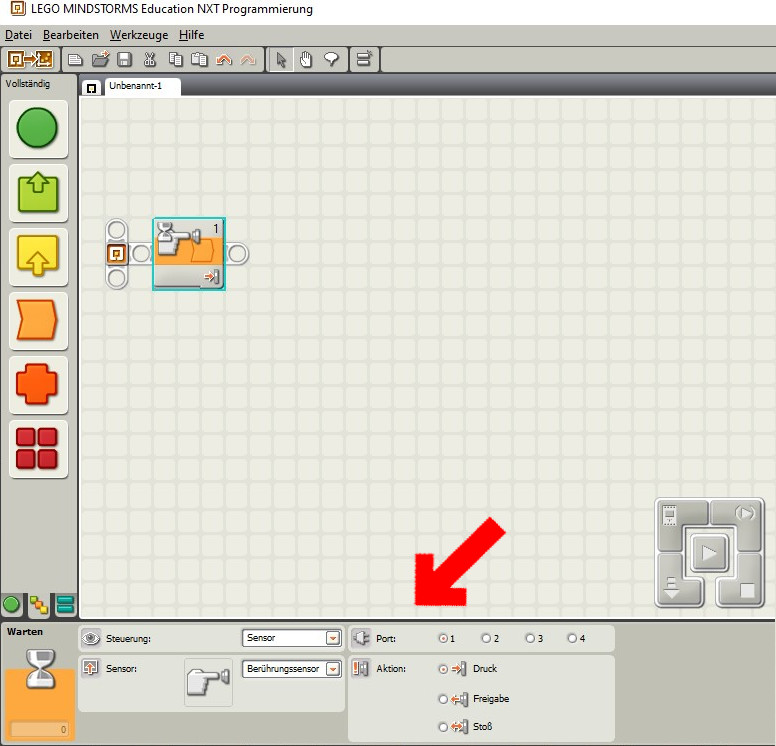 LEGO MINDSTORMS Education NXT Programmierung
Datei Bearbeiten Werkzeuge Hilfe
Vollständig
Unbenannt-1
1
Warten
0
Steuerung: Sensor
Sensor: Berührungssensor
Port: 1 2 3 4
Aktion: Druck
Freigabe
Stoß